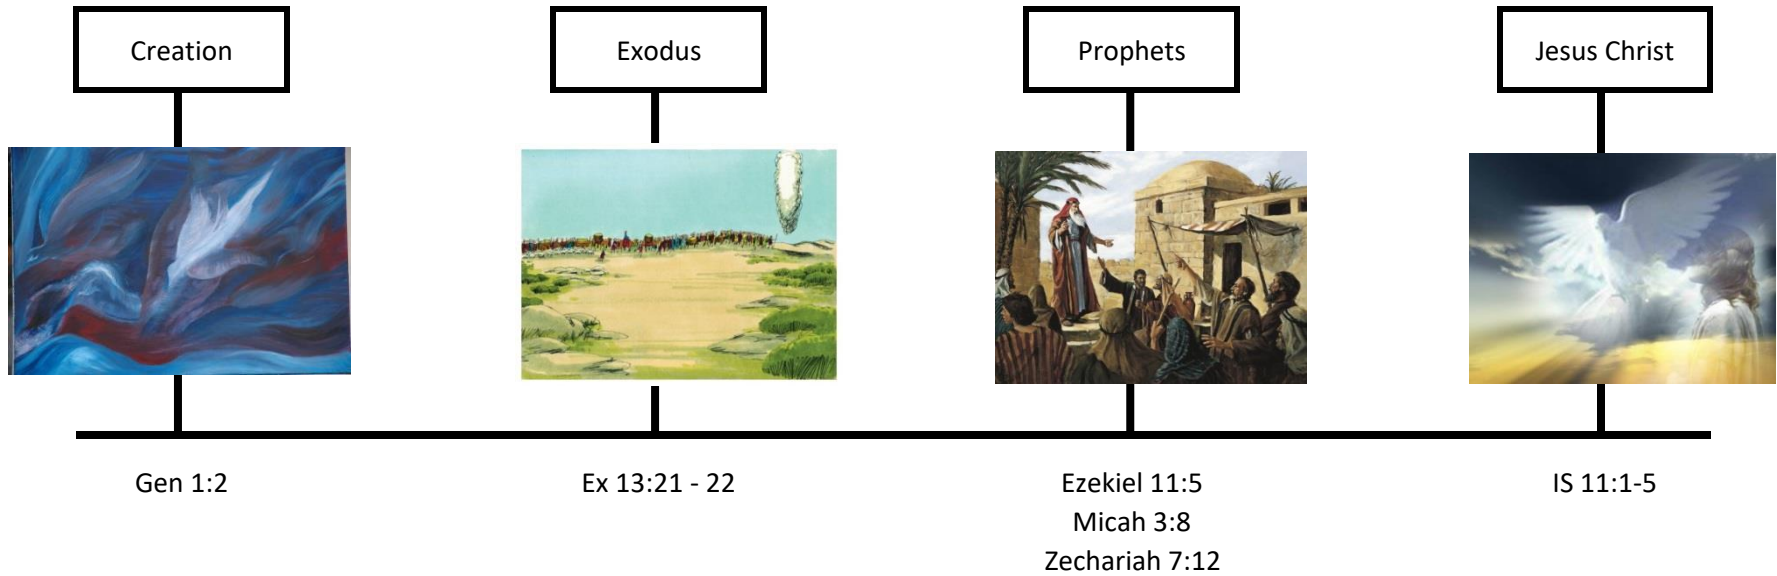 Creation
Exodus
Prophets
Jesus Christ
Gen 1:2
Ex 13:21 - 22
Ezekiel 11:5
Micah 3:8
Zechariah 7:12
IS 11:1-5